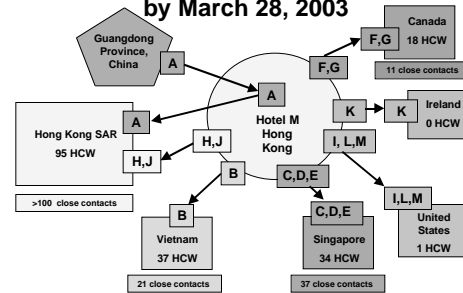 by March 28, 2003
Guangdong
Province,
China
A
A
Hotel M
Hong
Kong
F,G
F,G
Canada
18 HCW
11 close contacts
K
K
Ireland
0 HCW
A
Hong Kong SAR
95 HCW
H,J
H,J
>100 close contacts
I, L,M
I,L,M
United
States
1 HCW
B
B
Vietnam
37 HCW
21 close contacts
C,D,E
C,D,E
Singapore
34 HCW
37 close contacts